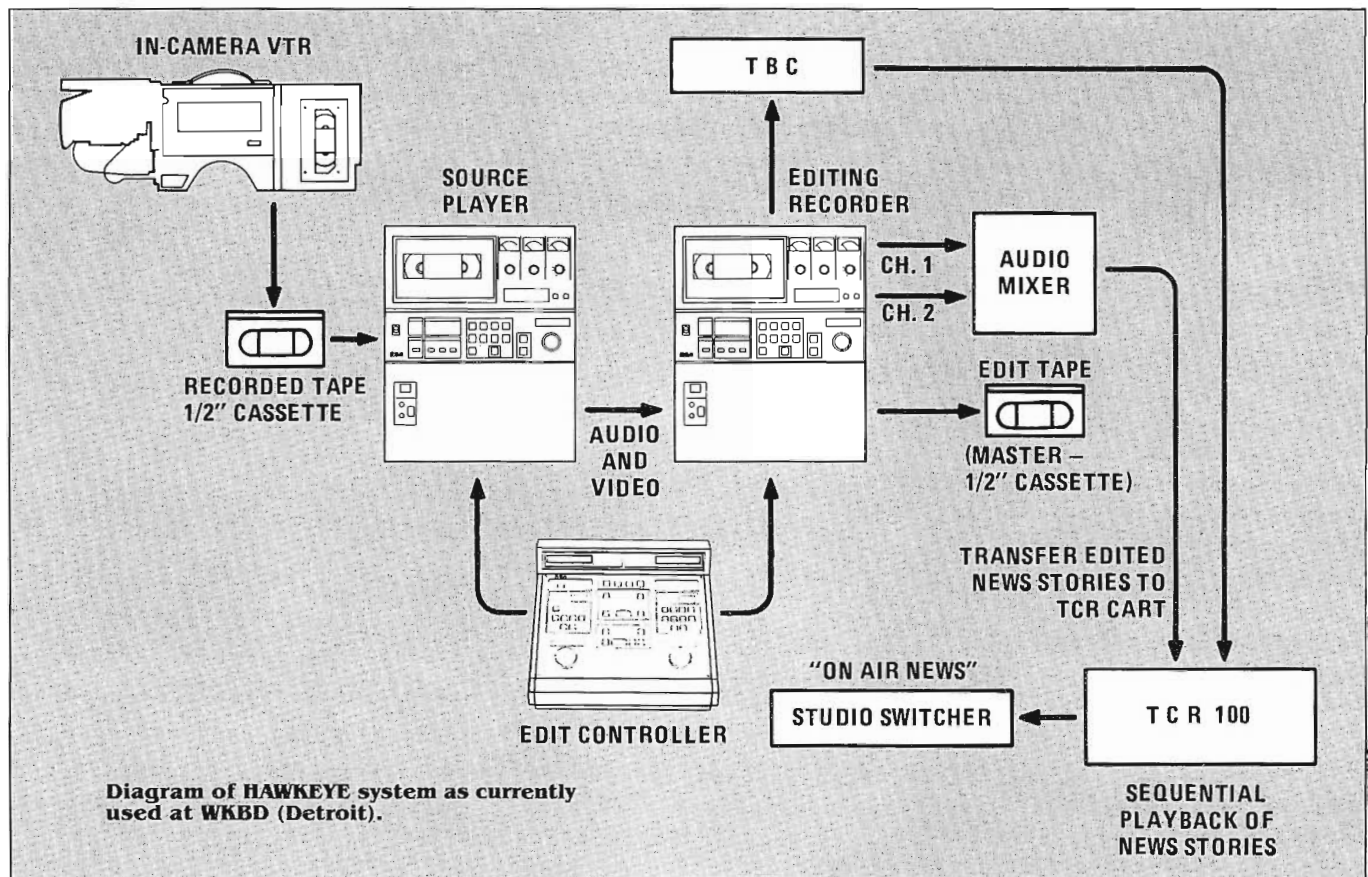 IN-CAMERA VTR
TBC
SOURCE
PLAYER
EDITING
RECORDER
CH. 1
CH. 2
AUDIO
MIXER
RECORDED TAPE
1/2" CASSETTE
AUDIO
AND
VIDEO
EDIT TAPE
(MASTER –
1/2" CASSETTE)
TRANSFER EDITED
NEWS STORIES TO
TCR CART
EDIT CONTROLLER
"ON AIR NEWS"
STUDIO SWITCHER
TCR 100
SEQUENTIAL
PLAYBACK OF
NEWS STORIES
Diagram of HAWKEYE system as currently
used at WKBD (Detroit).